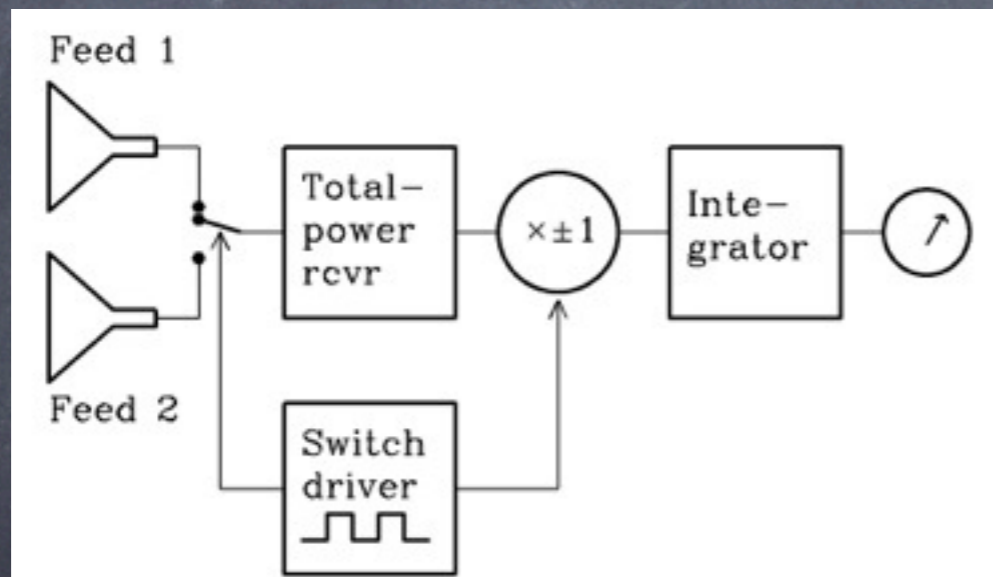 Feed 1
Total-
power
rcvr
×±1
Inte-
grator
Feed 2
Switch
driver